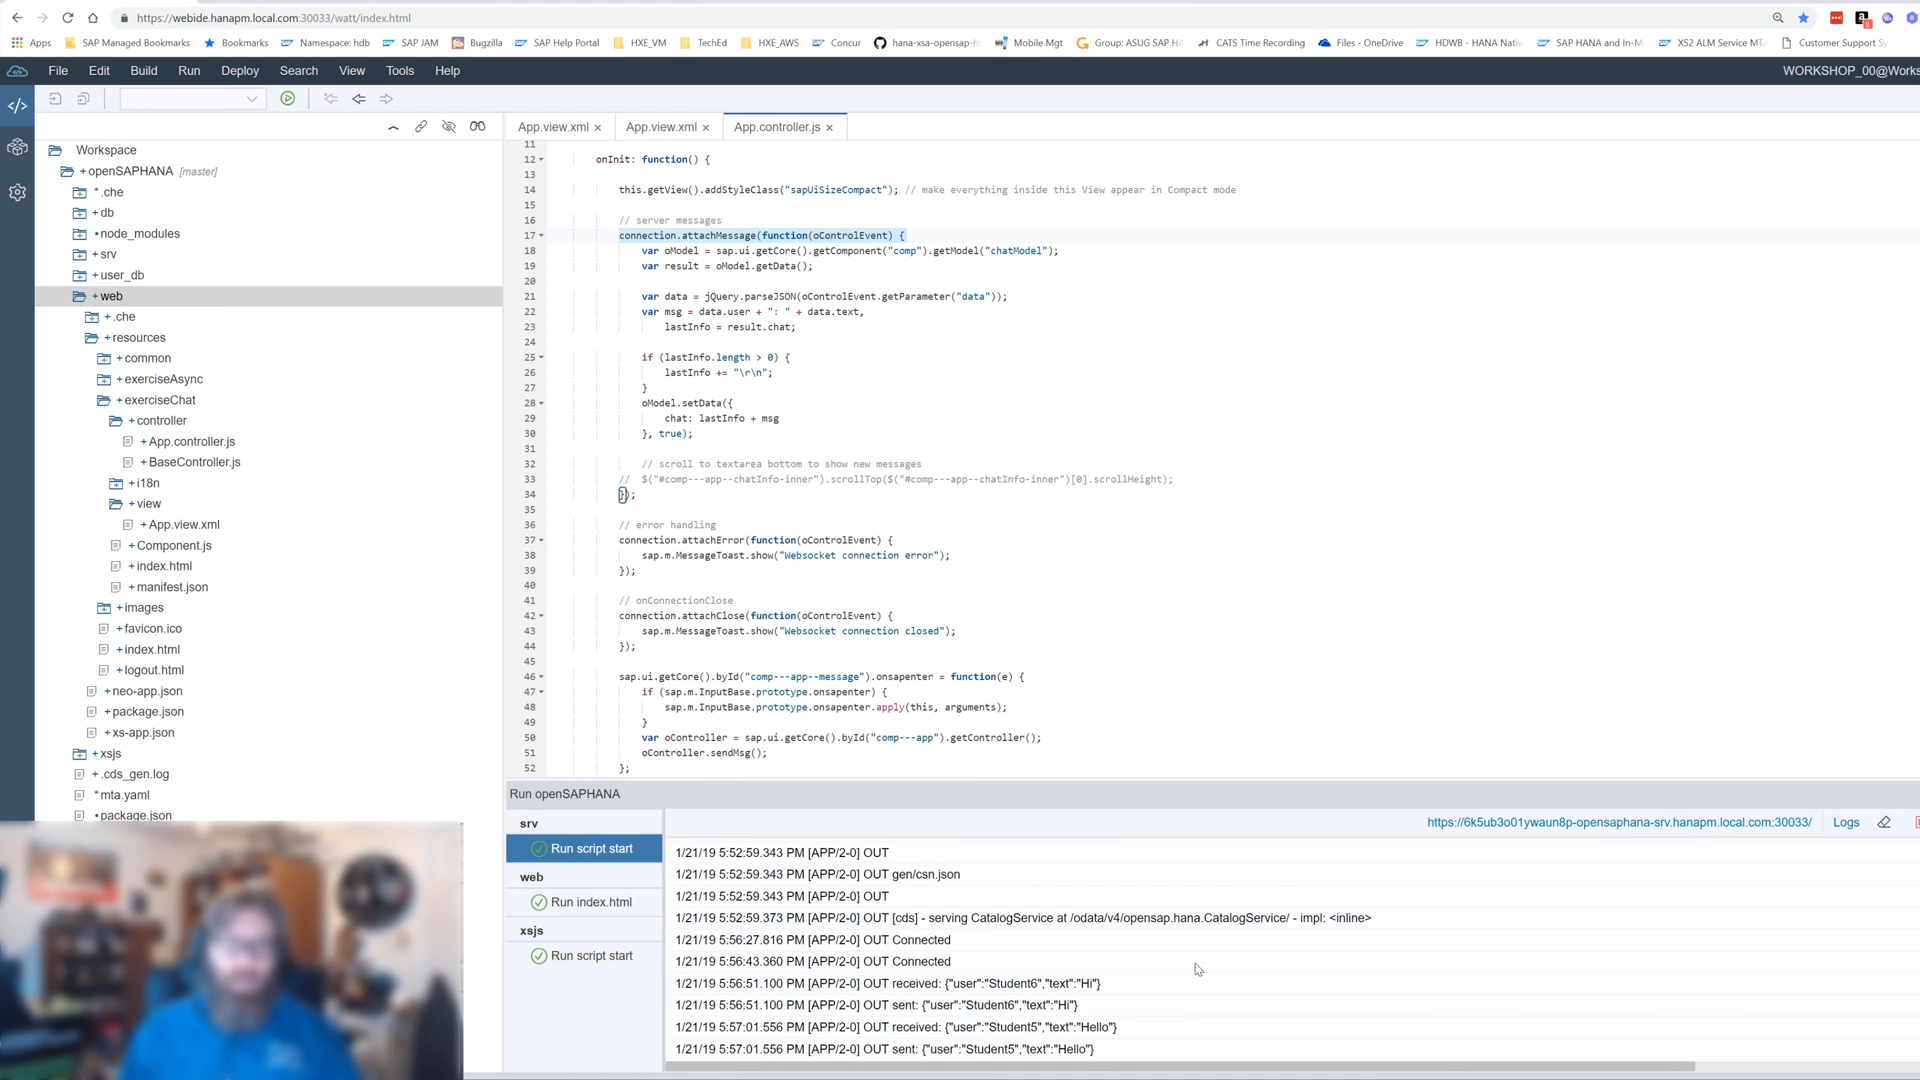 https://webide.hanapm.local.com:30033/watt/index.html
Apps SAP Managed Bookmarks Bookmarks Namespace: hdb SAP JAM Bugzilla SAP Help Portal HXE_VM TechEd HXE_AWS Concur hana-xsa-opensap-h Mobile Mgt Group: ASUG SAP H CATS Time Recording Files - OneDrive HDWB - HANA Nativ SAP HANA and In-M XS2 ALM Service MT Customer Support Sy
File Edit Build Run Deploy Search View Tools Help WORKSHOP_00@Works
App.view.xml × App.view.xml × App.controller.js ×
Workspace
+openSAPHANA [master]
*.che
+db
•node_modules
+srv
+user_db
+web
+.che
+resources
+common
+exerciseAsync
+exerciseChat
+controller
+App.controller.js
+BaseController.js
+i18n
+view
+App.view.xml
+Component.js
+index.html
+manifest.json
+images
+favicon.ico
+index.html
+logout.html
+neo-app.json
+package.json
+xs-app.json
+xsjs
+.cds_gen.log
*mta.yaml
•package.json
11
12 onInit: function() {
13
14 this.getView().addStyleClass("sapUiSizeCompact"); // make everything inside this View appear in Compact mode
15
16 // server messages
17 connection.attachMessage(function(oControlEvent) {
18 var oModel = sap.ui.getCore().getComponent("comp").getModel("chatModel");
19 var result = oModel.getData();
20
21 var data = jQuery.parseJSON(oControlEvent.getParameter("data"));
22 var msg = data.user + ": " + data.text,
23 lastInfo = result.chat;
24
25 if (lastInfo.length > 0) {
26 lastInfo += "\r\n";
27 }
28 oModel.setData({
29 chat: lastInfo + msg
30 }, true);
31
32 // scroll to textarea bottom to show new messages
33 // $("#comp---app--chatInfo-inner").scrollTop($("#comp---app--chatInfo-inner")[0].scrollHeight);
34 });
35
36 // error handling
37 connection.attachError(function(oControlEvent) {
38 sap.m.MessageToast.show("Websocket connection error");
39 });
40
41 // onConnectionClose
42 connection.attachClose(function(oControlEvent) {
43 sap.m.MessageToast.show("Websocket connection closed");
44 });
45
46 sap.ui.getCore().byId("comp---app--message").onsapenter = function(e) {
47 if (sap.m.InputBase.prototype.onsapenter) {
48 sap.m.InputBase.prototype.onsapenter.apply(this, arguments);
49 }
50 var oController = sap.ui.getCore().byId("comp---app").getController();
51 oController.sendMsg();
52 };
Run openSAPHANA
srv
Run script start
web
Run index.html
xsjs
Run script start
https://6k5ub3o01ywaun8p-opensaphana-srv.hanapm.local.com:30033/ Logs
1/21/19 5:52:59.343 PM [APP/2-0] OUT
1/21/19 5:52:59.343 PM [APP/2-0] OUT gen/csn.json
1/21/19 5:52:59.343 PM [APP/2-0] OUT
1/21/19 5:52:59.373 PM [APP/2-0] OUT [cds] - serving CatalogService at /odata/v4/opensap.hana.CatalogService/ - impl: <inline>
1/21/19 5:56:27.816 PM [APP/2-0] OUT Connected
1/21/19 5:56:43.360 PM [APP/2-0] OUT Connected
1/21/19 5:56:51.100 PM [APP/2-0] OUT received: {"user":"Student6","text":"Hi"}
1/21/19 5:56:51.100 PM [APP/2-0] OUT sent: {"user":"Student6","text":"Hi"}
1/21/19 5:57:01.556 PM [APP/2-0] OUT received: {"user":"Student5","text":"Hello"}
1/21/19 5:57:01.556 PM [APP/2-0] OUT sent: {"user":"Student5","text":"Hello"}